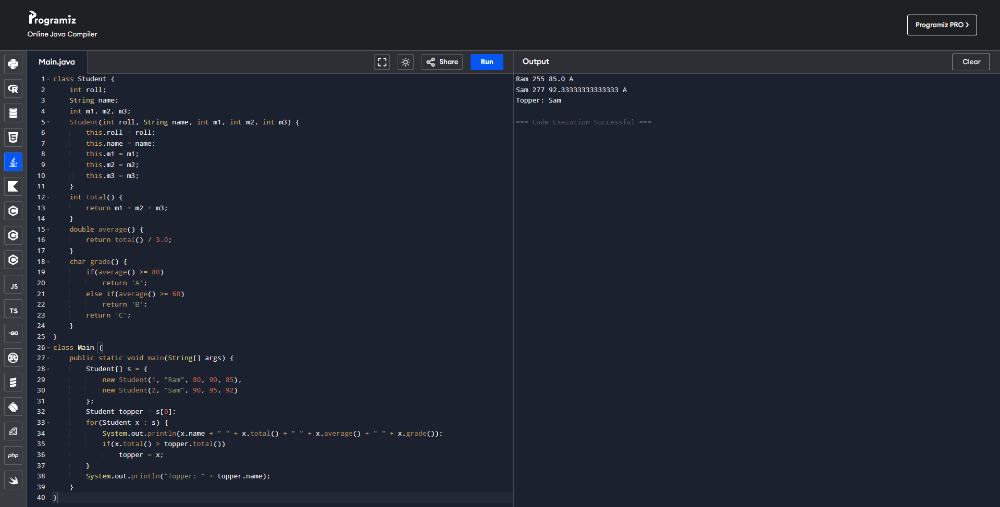 Programiz
Online Java Compiler
Programiz PRO ❯
Main.java
Share
Run
Output
Clear
1 class Student {
2     int roll;
3     String name;
4     int m1, m2, m3;
5     Student(int roll, String name, int m1, int m2, int m3) {
6         this.roll = roll;
7         this.name = name;
8         this.m1 = m1;
9         this.m2 = m2;
10         this.m3 = m3;
11     }
12     int total() {
13         return m1 + m2 + m3;
14     }
15     double average() {
16         return total() / 3.0;
17     }
18     char grade() {
19         if(average() >= 80)
20             return 'A';
21         else if(average() >= 60)
22             return 'B';
23         return 'C';
24     }
25 }
26 class Main {
27     public static void main(String[] args) {
28         Student[] s = {
29             new Student(1, "Ram", 80, 90, 85),
30             new Student(2, "Sam", 90, 95, 92)
31         };
32         Student topper = s[0];
33         for(Student x : s) {
34             System.out.println(x.name + " " + x.total() + " " + x.average() + " " + x.grade());
35             if(x.total() > topper.total())
36                 topper = x;
37         }
38         System.out.println("Topper: " + topper.name);
39     }
40 }
Ram 255 85.0 A
Sam 277 92.33333333333333 A
Topper: Sam
=== Code Execution Successful ===
JS
TS
GO
php